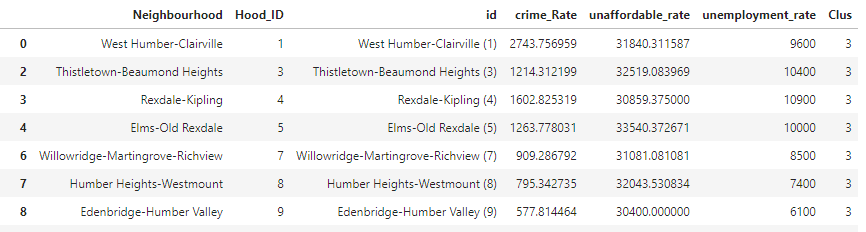 Neighbourhood Hood_ID id crime_Rate unaffordable_rate unemployment_rate Clus
0 West Humber-Clairville 1 West Humber-Clairville (1) 2743.756959 31840.311587 9600 3
2 Thistletown-Beaumond Heights 3 Thistletown-Beaumond Heights (3) 1214.312199 32519.083969 10400 3
3 Rexdale-Kipling 4 Rexdale-Kipling (4) 1602.825319 30859.375000 10900 3
4 Elms-Old Rexdale 5 Elms-Old Rexdale (5) 1263.778031 33540.372671 10000 3
6 Willowridge-Martingrove-Richview 7 Willowridge-Martingrove-Richview (7) 909.286792 31081.081081 8500 3
7 Humber Heights-Westmount 8 Humber Heights-Westmount (8) 795.342735 32043.530834 7400 3
8 Edenbridge-Humber Valley 9 Edenbridge-Humber Valley (9) 577.814464 30400.000000 6100 3